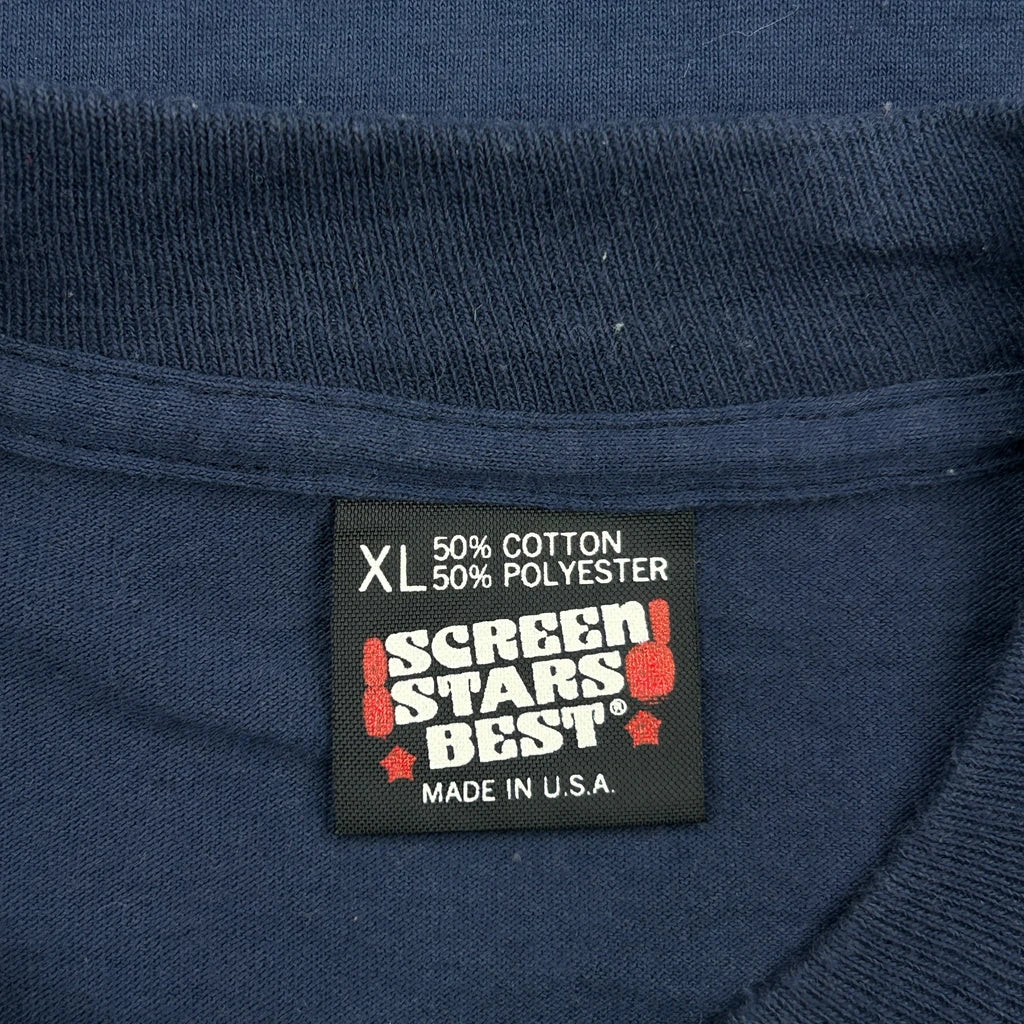 XL 50% COTTON
50% POLYESTER
SCREEN
STARS
BEST®
MADE IN U.S.A.